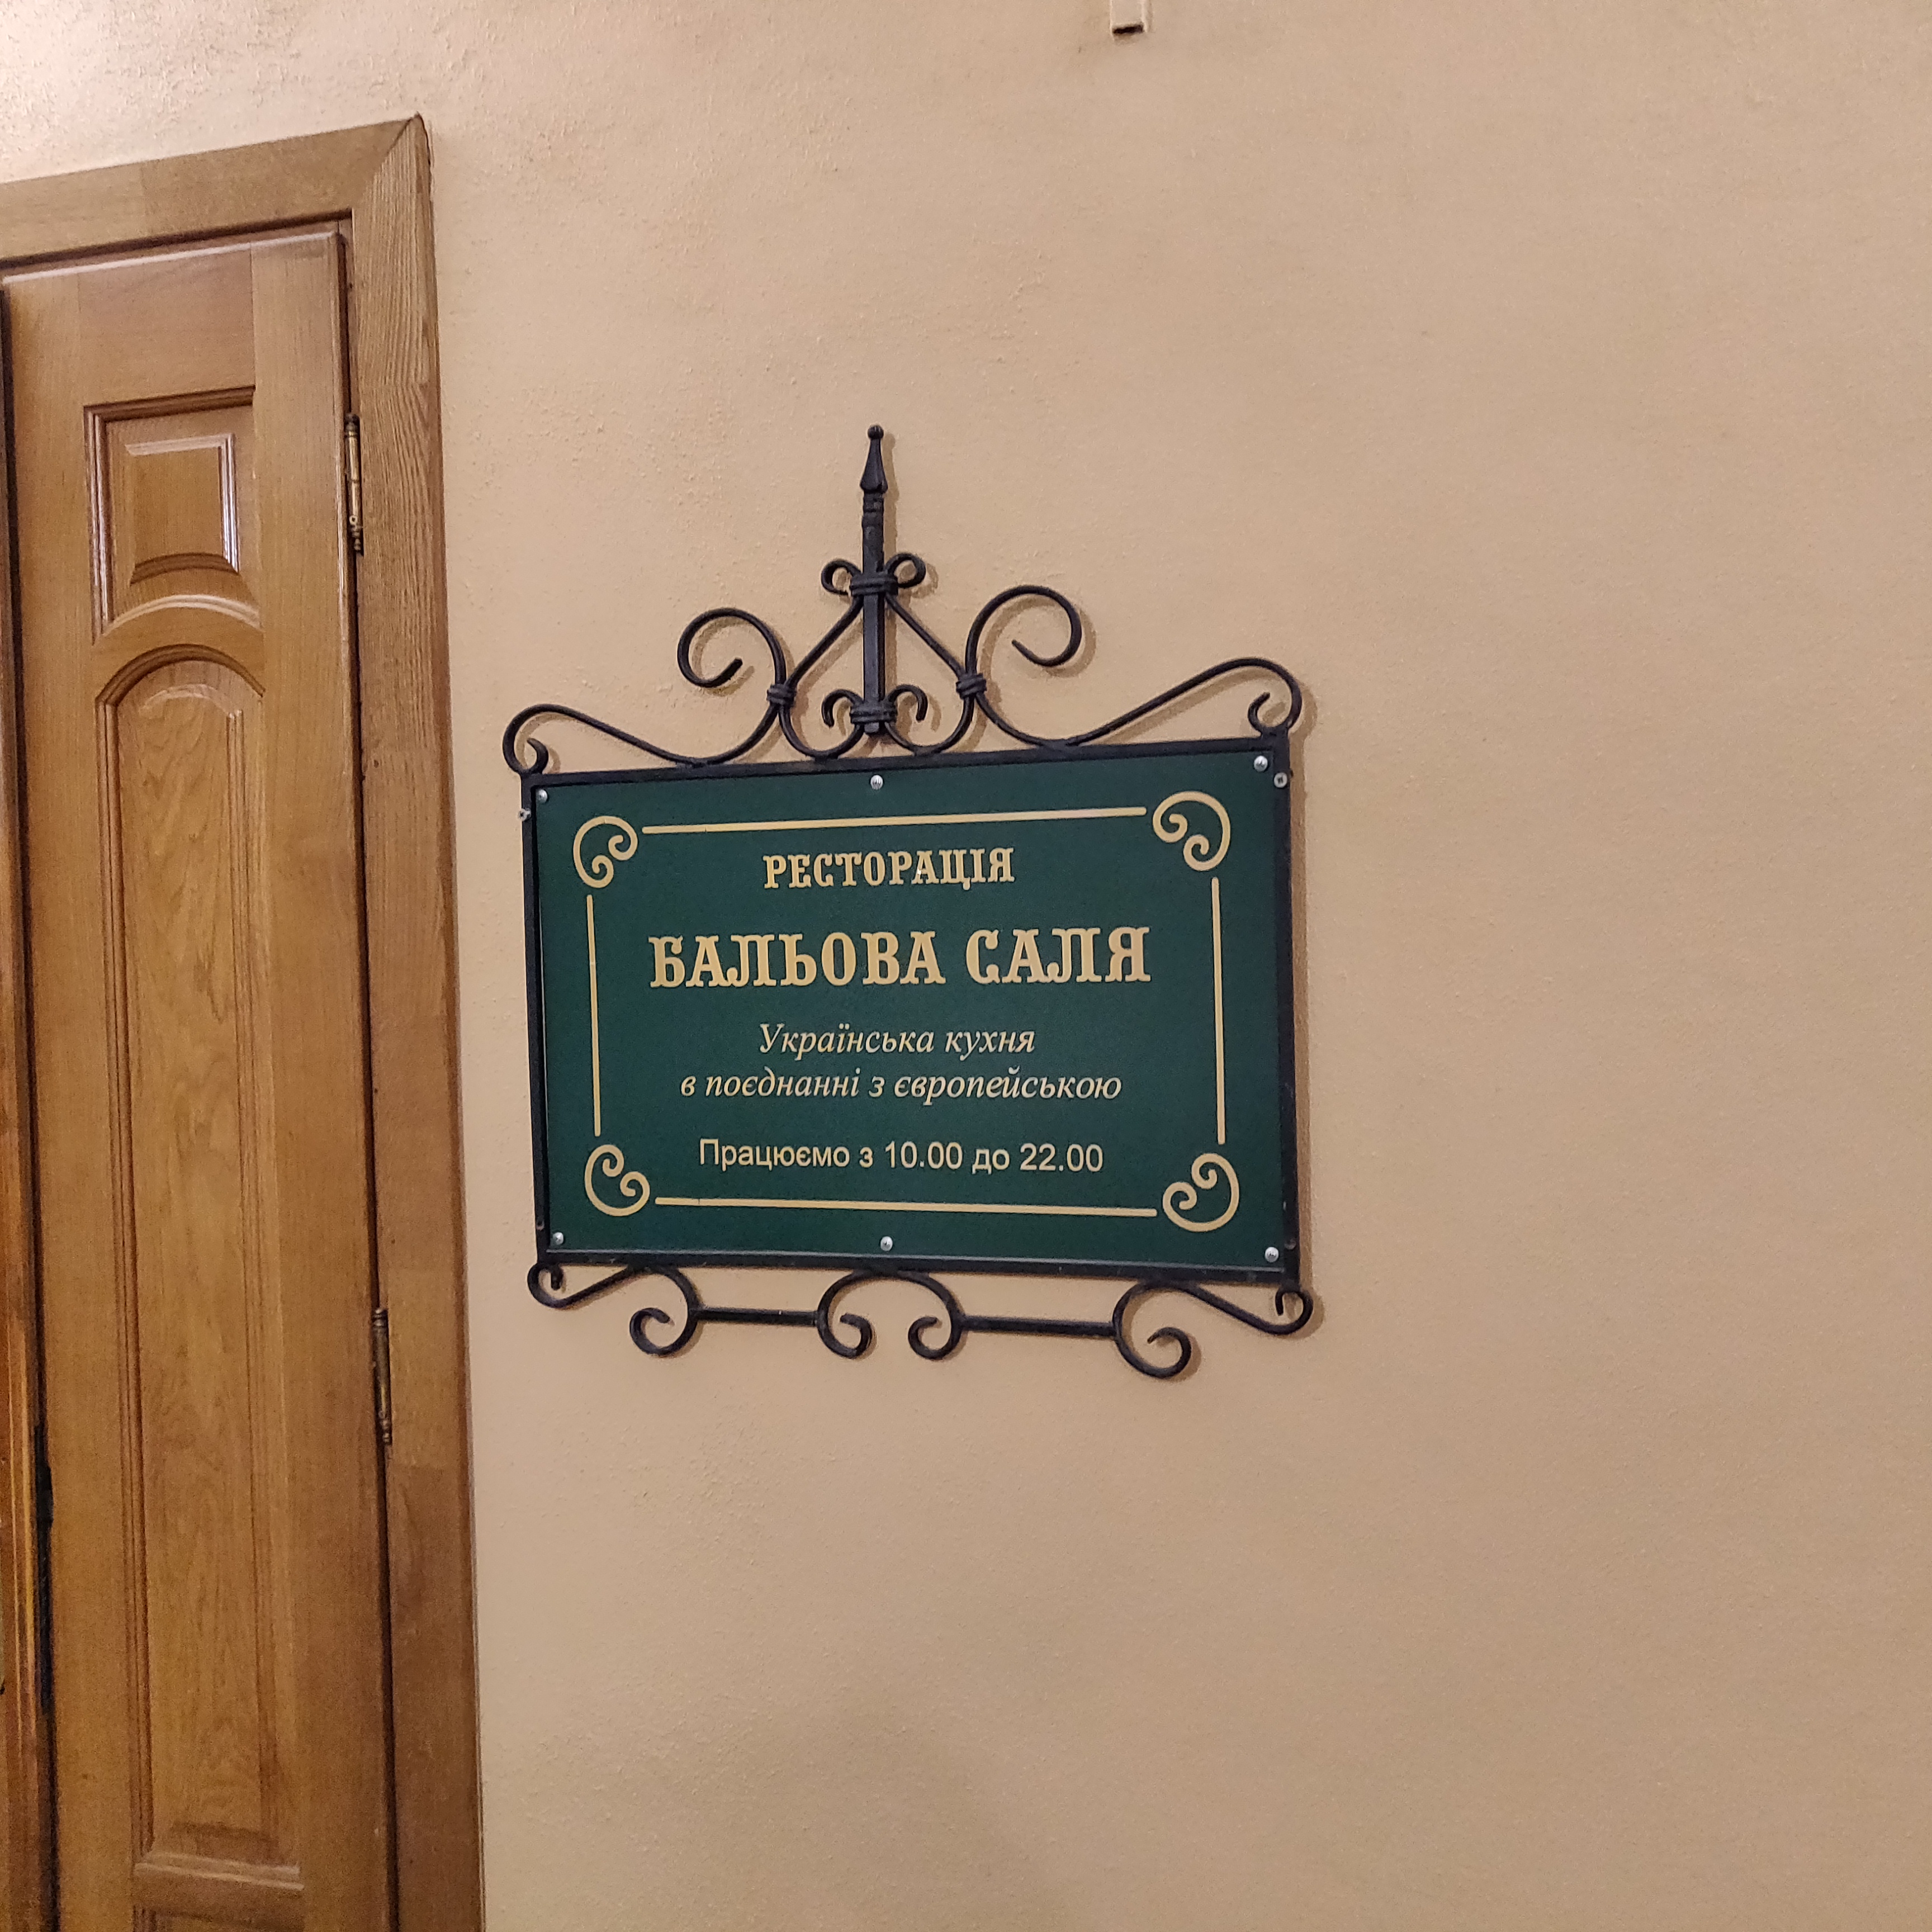 РЕСТОРАЦІЯ
БАЛЬОВА САЛЯ
Українська кухня
в поєднанні з європейською
Працюємо з 10.00 до 22.00